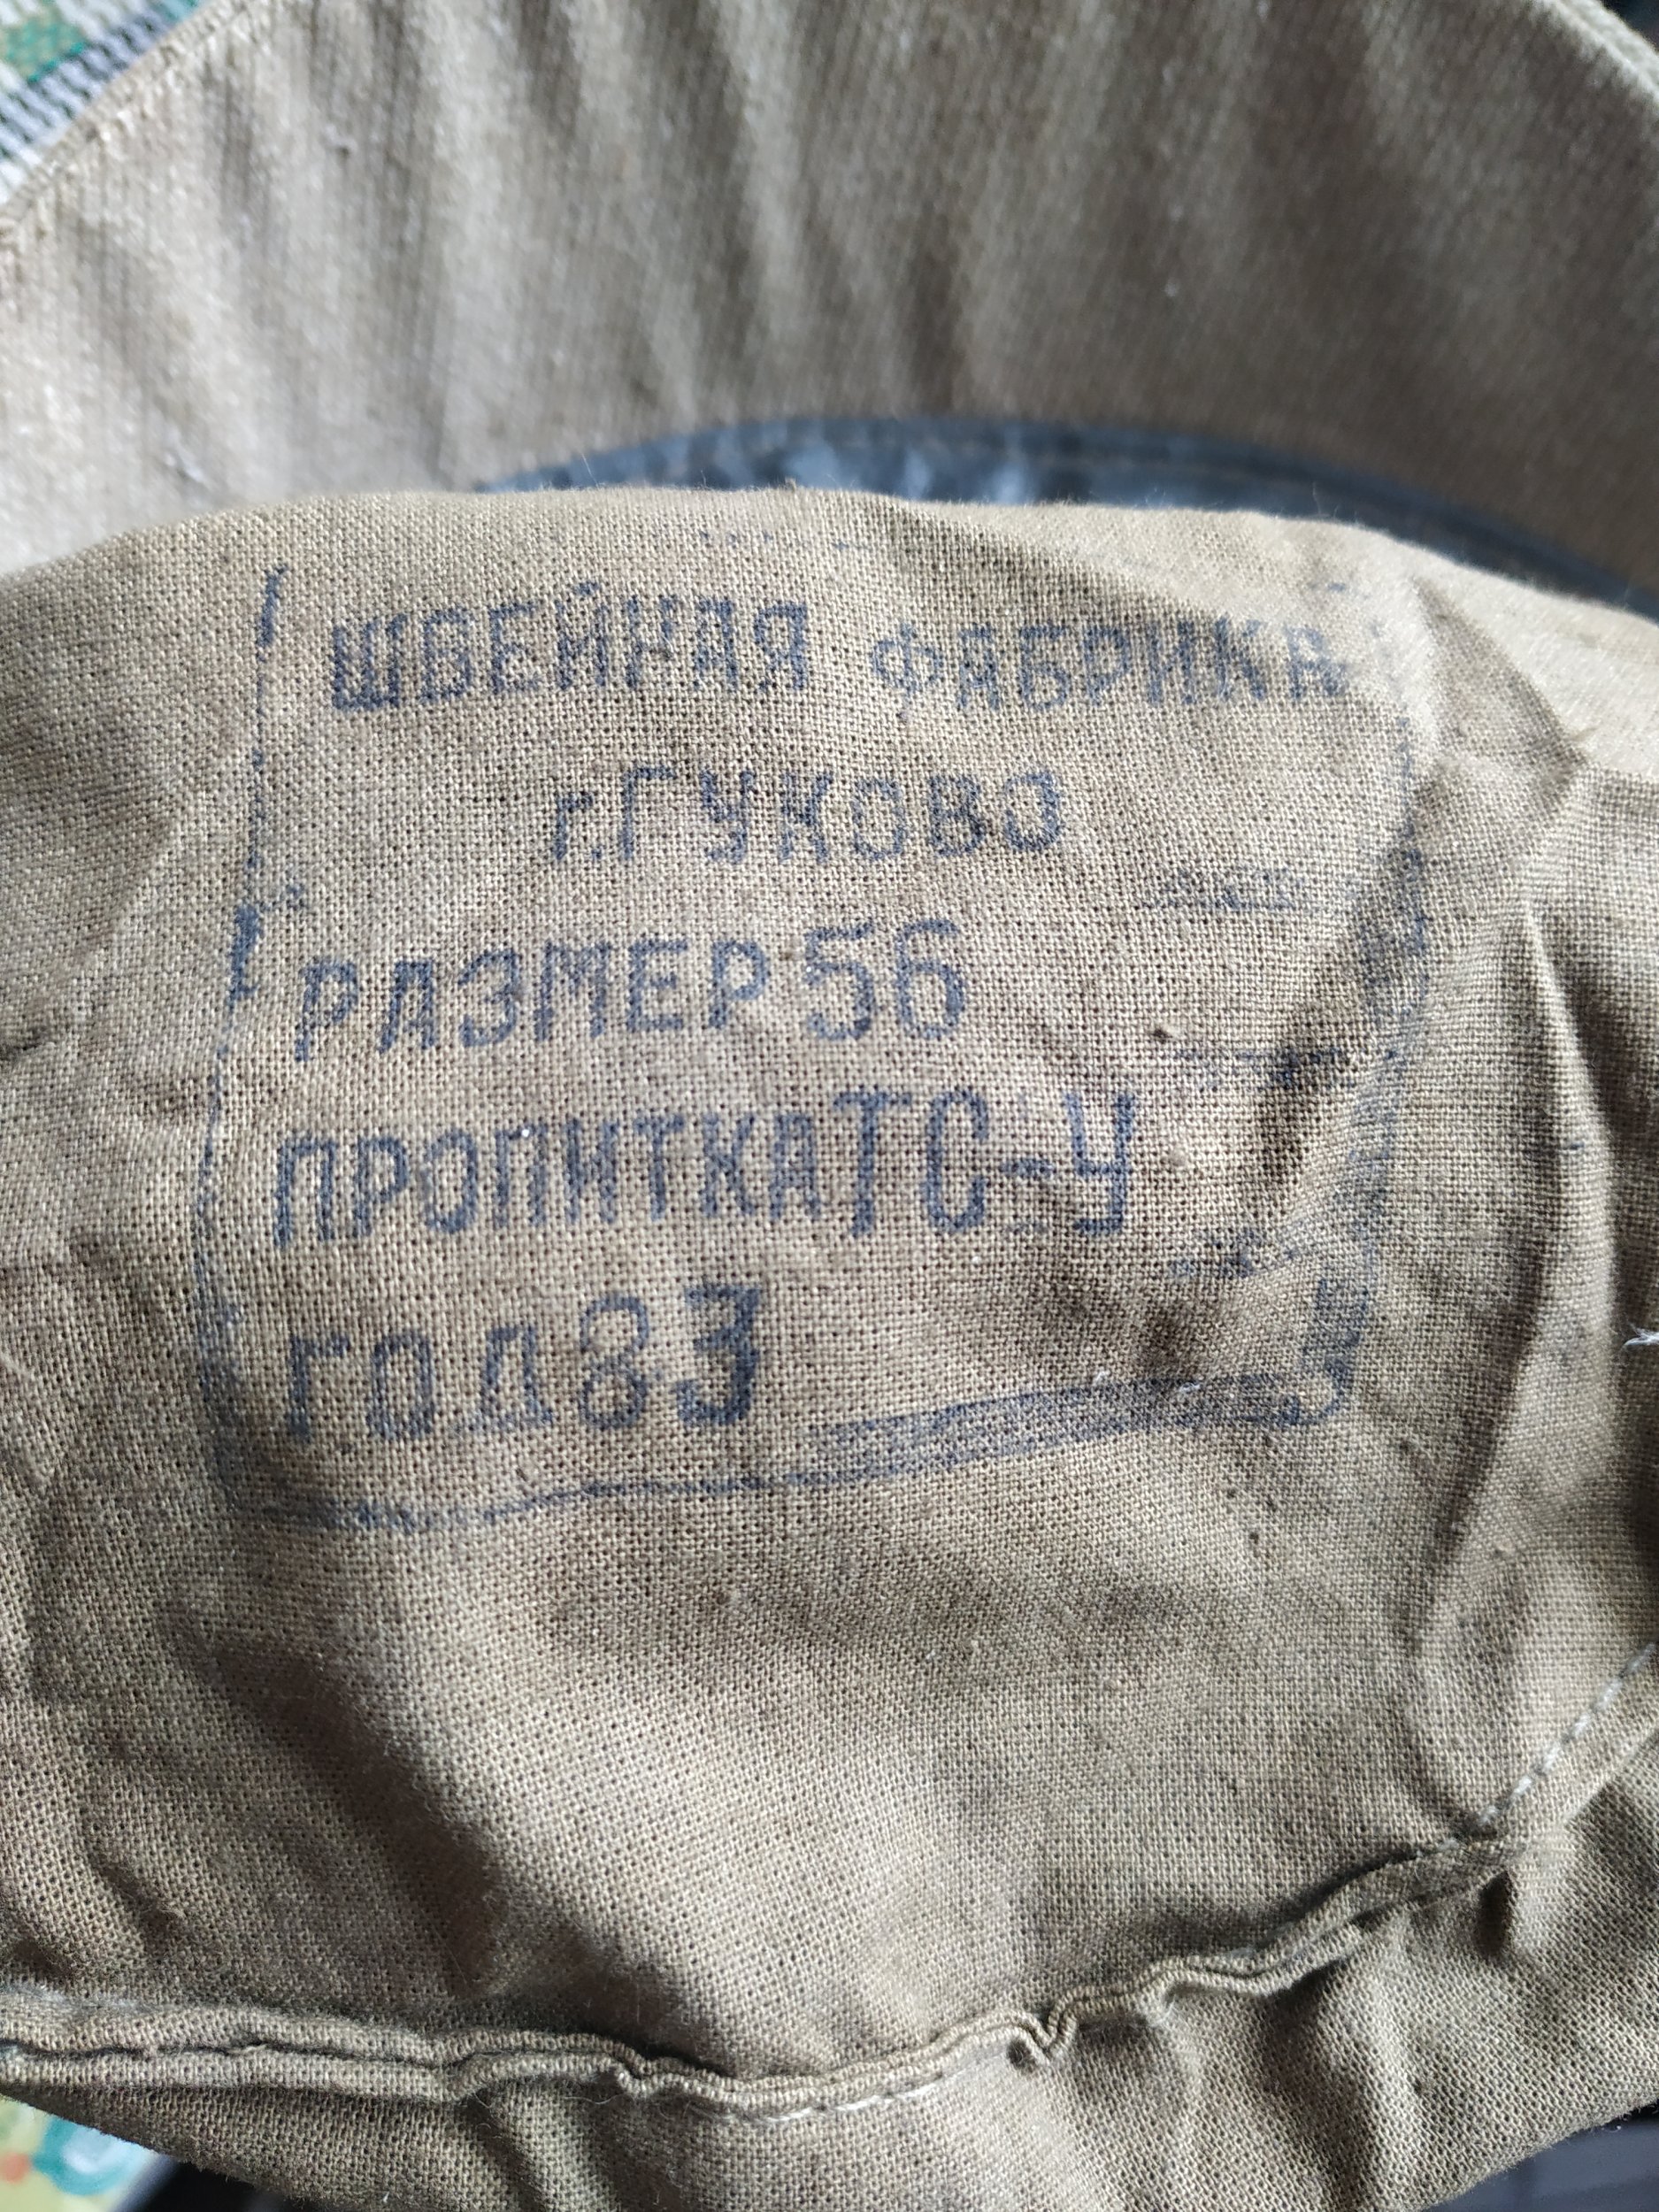 ШВЕЙНАЯ ФАБРИКА
г. ГУКОВО
РАЗМЕР 56
ПРОПИТКА ТС-У
ГОД 83